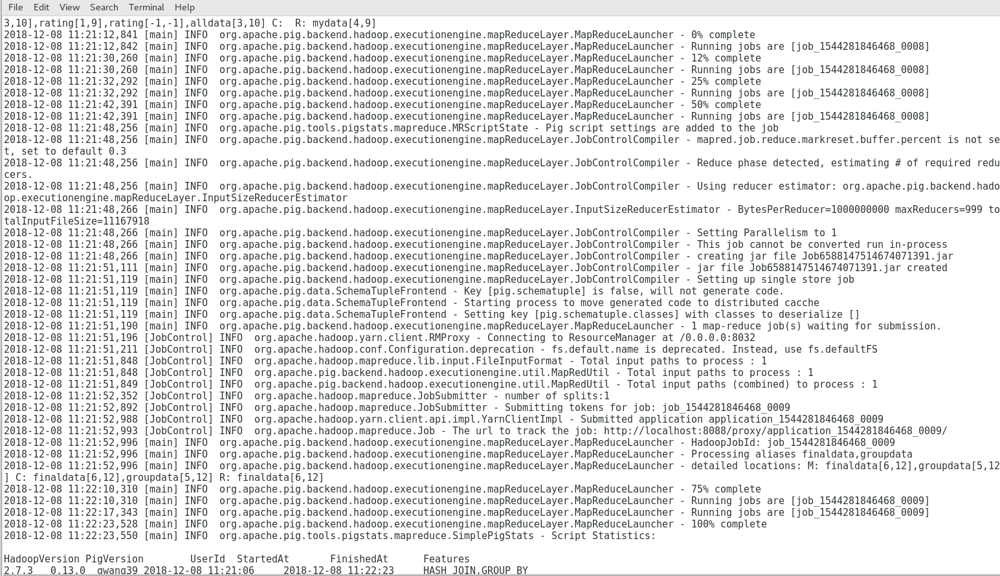 File Edit View Search Terminal Help
3,10],rating[1,9],rating[-1,-1],alldata[3,10] C:  R: mydata[4,9]
2018-12-08 11:21:12,841 [main] INFO  org.apache.pig.backend.hadoop.executionengine.mapReduceLayer.MapReduceLauncher - 0% complete
2018-12-08 11:21:12,842 [main] INFO  org.apache.pig.backend.hadoop.executionengine.mapReduceLayer.MapReduceLauncher - Running jobs are [job_1544281846468_0008]
2018-12-08 11:21:30,260 [main] INFO  org.apache.pig.backend.hadoop.executionengine.mapReduceLayer.MapReduceLauncher - 12% complete
2018-12-08 11:21:30,260 [main] INFO  org.apache.pig.backend.hadoop.executionengine.mapReduceLayer.MapReduceLauncher - Running jobs are [job_1544281846468_0008]
2018-12-08 11:21:32,292 [main] INFO  org.apache.pig.backend.hadoop.executionengine.mapReduceLayer.MapReduceLauncher - 25% complete
2018-12-08 11:21:32,292 [main] INFO  org.apache.pig.backend.hadoop.executionengine.mapReduceLayer.MapReduceLauncher - Running jobs are [job_1544281846468_0008]
2018-12-08 11:21:42,391 [main] INFO  org.apache.pig.backend.hadoop.executionengine.mapReduceLayer.MapReduceLauncher - 50% complete
2018-12-08 11:21:42,391 [main] INFO  org.apache.pig.backend.hadoop.executionengine.mapReduceLayer.MapReduceLauncher - Running jobs are [job_1544281846468_0008]
2018-12-08 11:21:48,256 [main] INFO  org.apache.pig.tools.pigstats.mapreduce.MRScriptState - Pig script settings are added to the job
2018-12-08 11:21:48,256 [main] INFO  org.apache.pig.backend.hadoop.executionengine.mapReduceLayer.JobControlCompiler - mapred.job.reduce.markreset.buffer.percent is not se
t, set to default 0.3
2018-12-08 11:21:48,256 [main] INFO  org.apache.pig.backend.hadoop.executionengine.mapReduceLayer.JobControlCompiler - Reduce phase detected, estimating # of required redu
cers.
2018-12-08 11:21:48,256 [main] INFO  org.apache.pig.backend.hadoop.executionengine.mapReduceLayer.JobControlCompiler - Using reducer estimator: org.apache.pig.backend.hado
op.executionengine.mapReduceLayer.InputSizeReducerEstimator
2018-12-08 11:21:48,266 [main] INFO  org.apache.pig.backend.hadoop.executionengine.mapReduceLayer.InputSizeReducerEstimator - BytesPerReducer=1000000000 maxReducers=999 to
talInputFileSize=11167918
2018-12-08 11:21:48,266 [main] INFO  org.apache.pig.backend.hadoop.executionengine.mapReduceLayer.JobControlCompiler - Setting Parallelism to 1
2018-12-08 11:21:48,266 [main] INFO  org.apache.pig.backend.hadoop.executionengine.mapReduceLayer.JobControlCompiler - This job cannot be converted run in-process
2018-12-08 11:21:48,266 [main] INFO  org.apache.pig.backend.hadoop.executionengine.mapReduceLayer.JobControlCompiler - creating jar file Job6588147514674071391.jar
2018-12-08 11:21:51,111 [main] INFO  org.apache.pig.backend.hadoop.executionengine.mapReduceLayer.JobControlCompiler - jar file Job6588147514674071391.jar created
2018-12-08 11:21:51,119 [main] INFO  org.apache.pig.backend.hadoop.executionengine.mapReduceLayer.JobControlCompiler - Setting up single store job
2018-12-08 11:21:51,119 [main] INFO  org.apache.pig.data.SchemaTupleFrontend - Key [pig.schematuple] is false, will not generate code.
2018-12-08 11:21:51,119 [main] INFO  org.apache.pig.data.SchemaTupleFrontend - Starting process to move generated code to distributed cacche
2018-12-08 11:21:51,119 [main] INFO  org.apache.pig.data.SchemaTupleFrontend - Setting key [pig.schematuple.classes] with classes to deserialize []
2018-12-08 11:21:51,190 [main] INFO  org.apache.pig.backend.hadoop.executionengine.mapReduceLayer.MapReduceLauncher - 1 map-reduce job(s) waiting for submission.
2018-12-08 11:21:51,196 [JobControl] INFO  org.apache.hadoop.yarn.client.RMProxy - Connecting to ResourceManager at /0.0.0.0:8032
2018-12-08 11:21:51,211 [JobControl] INFO  org.apache.hadoop.conf.Configuration.deprecation - fs.default.name is deprecated. Instead, use fs.defaultFS
2018-12-08 11:21:51,848 [JobControl] INFO  org.apache.hadoop.mapreduce.lib.input.FileInputFormat - Total input paths to process : 1
2018-12-08 11:21:51,848 [JobControl] INFO  org.apache.pig.backend.hadoop.executionengine.util.MapRedUtil - Total input paths to process : 1
2018-12-08 11:21:51,849 [JobControl] INFO  org.apache.pig.backend.hadoop.executionengine.util.MapRedUtil - Total input paths (combined) to process : 1
2018-12-08 11:21:52,352 [JobControl] INFO  org.apache.hadoop.mapreduce.JobSubmitter - number of splits:1
2018-12-08 11:21:52,892 [JobControl] INFO  org.apache.hadoop.mapreduce.JobSubmitter - Submitting tokens for job: job_1544281846468_0009
2018-12-08 11:21:52,988 [JobControl] INFO  org.apache.hadoop.yarn.client.api.impl.YarnClientImpl - Submitted application application_1544281846468_0009
2018-12-08 11:21:52,993 [JobControl] INFO  org.apache.hadoop.mapreduce.Job - The url to track the job: http://localhost:8088/proxy/application_1544281846468_0009/
2018-12-08 11:21:52,996 [main] INFO  org.apache.pig.backend.hadoop.executionengine.mapReduceLayer.MapReduceLauncher - HadoopJobId: job_1544281846468_0009
2018-12-08 11:21:52,996 [main] INFO  org.apache.pig.backend.hadoop.executionengine.mapReduceLayer.MapReduceLauncher - Processing aliases finaldata,groupdata
2018-12-08 11:21:52,996 [main] INFO  org.apache.pig.backend.hadoop.executionengine.mapReduceLayer.MapReduceLauncher - detailed locations: M: finaldata[6,12],groupdata[5,12
] C: finaldata[6,12],groupdata[5,12] R: finaldata[6,12]
2018-12-08 11:22:10,310 [main] INFO  org.apache.pig.backend.hadoop.executionengine.mapReduceLayer.MapReduceLauncher - 75% complete
2018-12-08 11:22:10,310 [main] INFO  org.apache.pig.backend.hadoop.executionengine.mapReduceLayer.MapReduceLauncher - Running jobs are [job_1544281846468_0009]
2018-12-08 11:22:17,343 [main] INFO  org.apache.pig.backend.hadoop.executionengine.mapReduceLayer.MapReduceLauncher - Running jobs are [job_1544281846468_0009]
2018-12-08 11:22:23,528 [main] INFO  org.apache.pig.backend.hadoop.executionengine.mapReduceLayer.MapReduceLauncher - 100% complete
2018-12-08 11:22:23,550 [main] INFO  org.apache.pig.tools.pigstats.mapreduce.SimplePigStats - Script Statistics:
HadoopVersion PigVersion UserId StartedAt FinishedAt Features
2.7.3 0.13.0 qwang39 2018-12-08 11:21:06 2018-12-08 11:22:23 HASH_JOIN,GROUP_BY